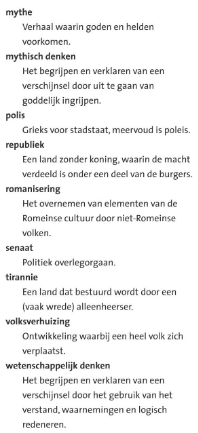 mythe
Verhaal waarin goden en helden
voorkomen.
mythisch denken
Het begrijpen en verklaren van een
verschijnsel door uit te gaan van
goddelijk ingrijpen.
polis
Grieks voor stadstaat, meervoud is poleis.
republiek
Een land zonder koning, waarin de macht
verdeeld is onder een deel van de burgers.
romanisering
Het overnemen van elementen van de
Romeinse cultuur door niet-Romeinse
volken.
senaat
Politiek overlegorgaan.
tirannie
Een land dat bestuurd wordt door een
(vaak wrede) alleenheerser.
volksverhuizing
Ontwikkeling waarbij een heel volk zich
verplaatst.
wetenschappelijk denken
Het begrijpen en verklaren van een
verschijnsel door het gebruik van het
verstand, waarnemingen en logisch
redeneren.